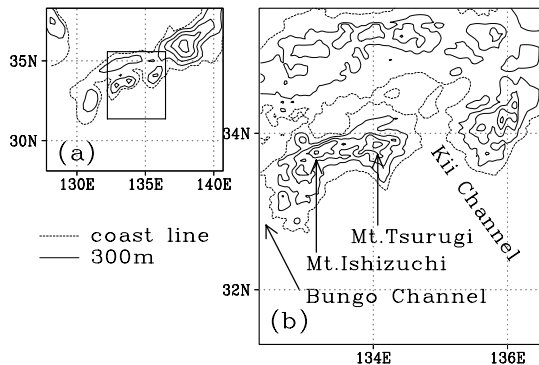 35N
30N
(a)
130E
135E
140E
coast line
300m
34N
32N
Kii Channel
Mt.Tsurugi
Mt.Ishizuchi
Bungo Channel
(b)
134E
136E